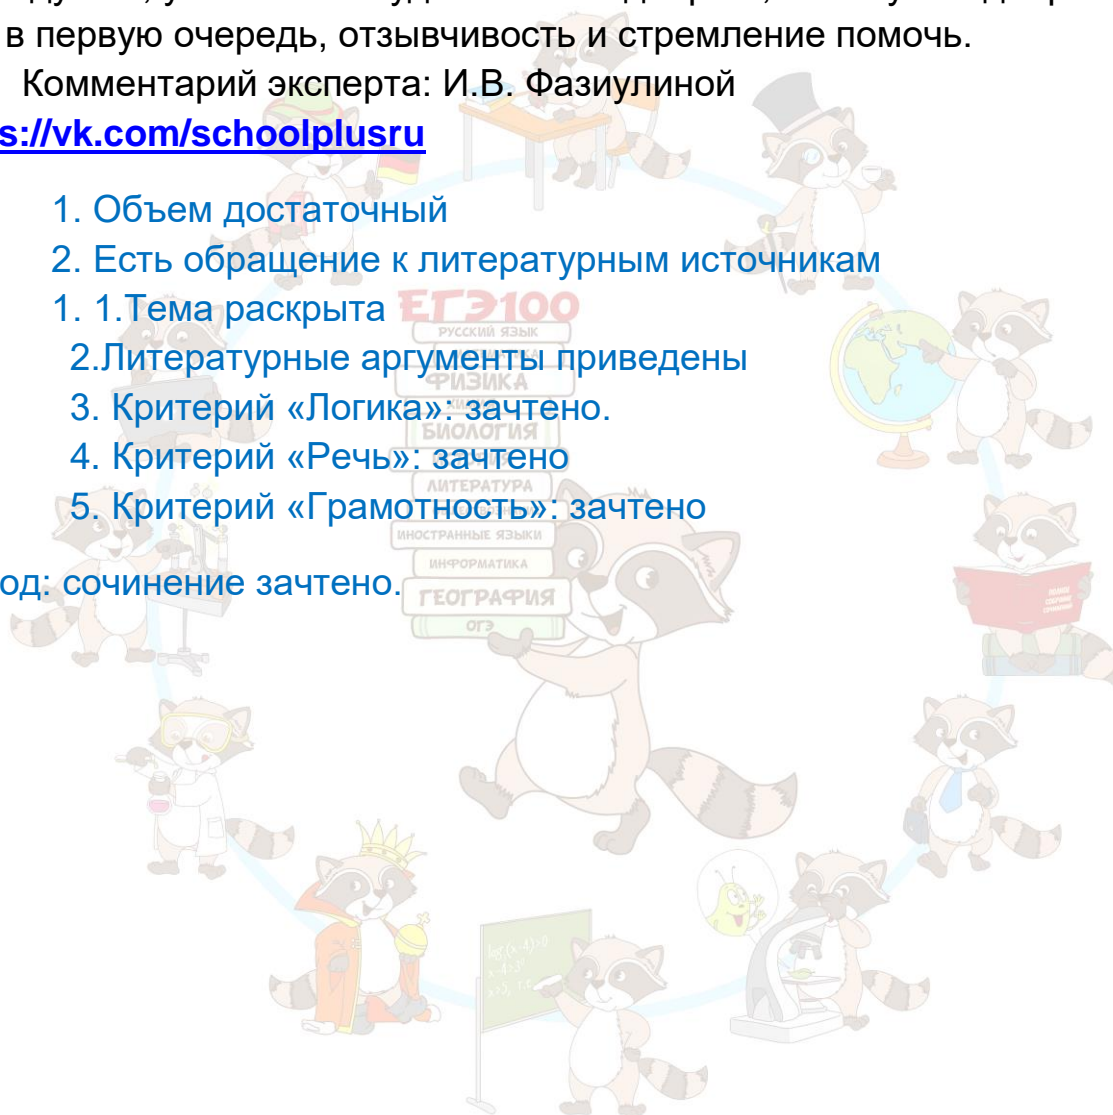 в первую очередь, отзывчивость и стремление помочь.
Комментарий эксперта: И.В. Фазиулиной
s://vk.com/schoolplusru
1. Объем достаточный
2. Есть обращение к литературным источникам
1. 1.Тема раскрыта
ЕГЭ100
РУССКИЙ ЯЗЫК
2.Литературные аргументы приведены
ФИЗИКА
3. Критерий «Логика»: зачтено.
БИОЛОГИЯ
4. Критерий «Речь»: зачтено
ЛИТЕРАТУРА
5. Критерий «Грамотность»: зачтено
ИНОСТРАННЫЕ ЯЗЫКИ
ИНФОРМАТИКА
од: сочинение зачтено.
ГЕОГРАФИЯ
ОГЭ